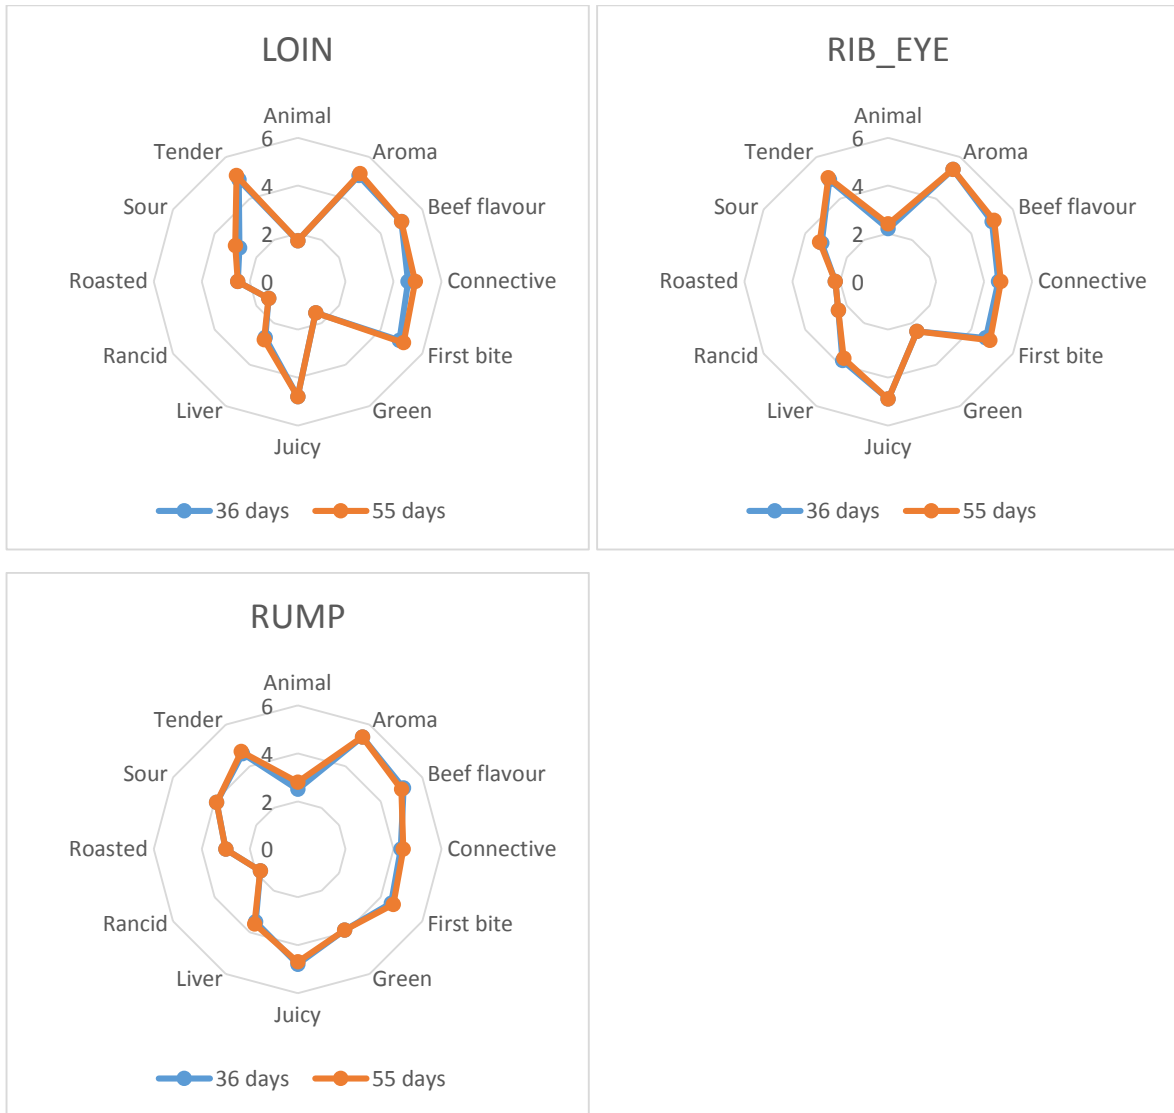 LOIN
Animal
6
Tender
Aroma
4
Sour
Beef flavour
2
Roasted
0
Connective
Rancid
First bite
Liver
Green
Juicy
36 days
55 days
RIB_EYE
Animal
6
Tender
Aroma
4
Sour
Beef flavour
2
Roasted
0
Connective
Rancid
First bite
Liver
Green
Juicy
36 days
55 days
RUMP
Animal
6
Tender
Aroma
4
Sour
Beef flavour
2
Roasted
0
Connective
Rancid
First bite
Liver
Green
Juicy
36 days
55 days